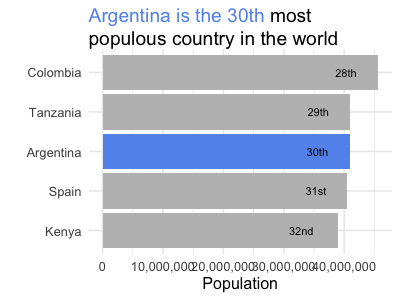 Argentina is the 30th most
populous country in the world
Colombia 28th
Tanzania 29th
Argentina 30th
Spain 31st
Kenya 32nd
0 10,000,000 20,000,000 30,000,000 40,000,000
Population